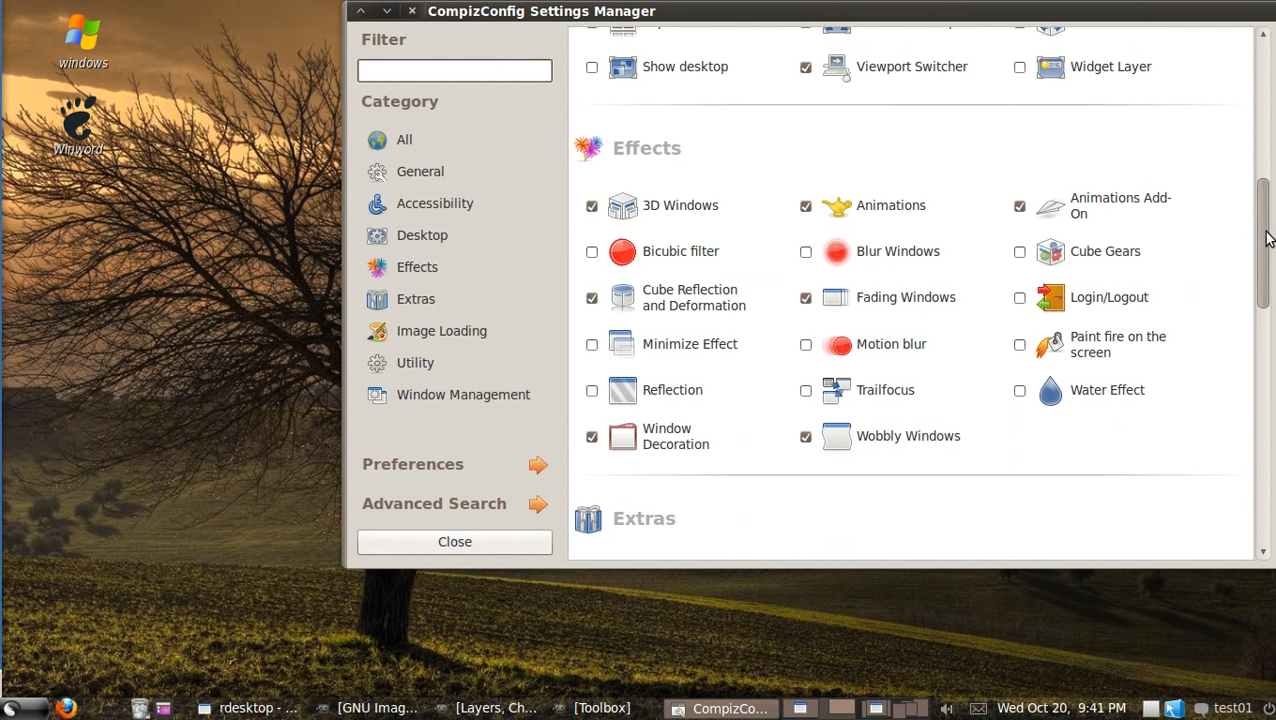 CompizConfig Settings Manager
windows
Winword
Filter
Category
All
General
Accessibility
Desktop
Effects
Extras
Image Loading
Utility
Window Management
Preferences
Advanced Search
Close
Show desktop
Viewport Switcher
Widget Layer
Effects
3D Windows
Animations
Animations Add-
On
Bicubic filter
Blur Windows
Cube Gears
Cube Reflection
and Deformation
Fading Windows
Login/Logout
Minimize Effect
Motion blur
Paint fire on the
screen
Reflection
Trailfocus
Water Effect
Window
Decoration
Wobbly Windows
Extras
rdesktop - ...
[GNU Imag...
[Layers, Ch...
[Toolbox]
CompizCo...
Wed Oct 20, 9:41 PM
test01